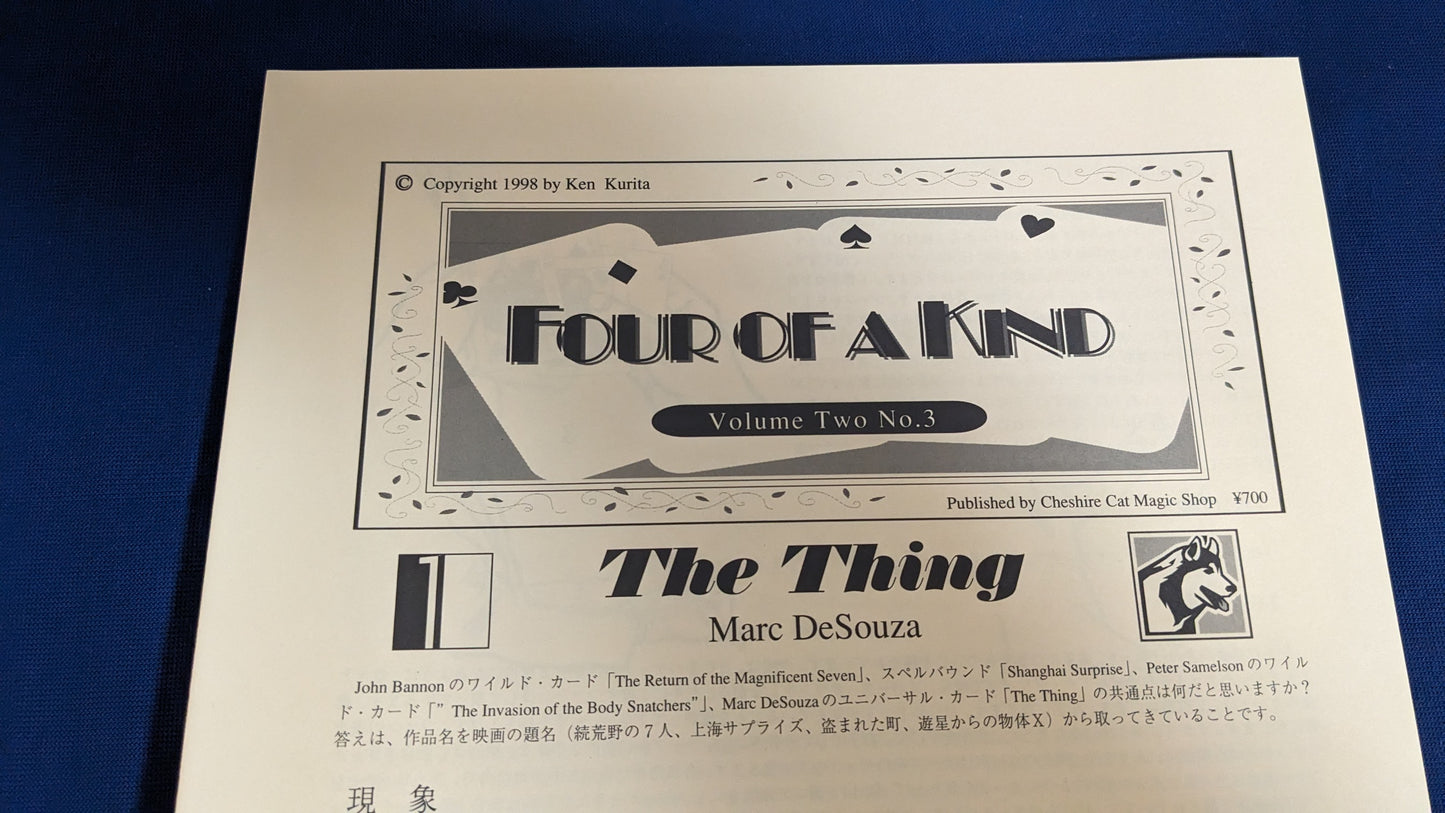 © Copyright 1998 by Ken Kurita
FOUR OF A KIND
Volume Two No.3
Published by Cheshire Cat Magic Shop ¥700
1
The Thing
Marc DeSouza
John Bannon のワイルド・カード「The Return of the Magnificent Seven」、スペルバウンド「Shanghai Surprise」、Peter Samelson のワイル
ド・カード「” The Invasion of the Body Snatchers”」、Marc DeSouza のユニバーサル・カード「The Thing」の共通点は何だと思いますか？
答えは、作品名を映画の題名（続荒野の７人、上海サプライズ、盗まれた町、遊星からの物体Ｘ）から取ってきていることです。
現　象